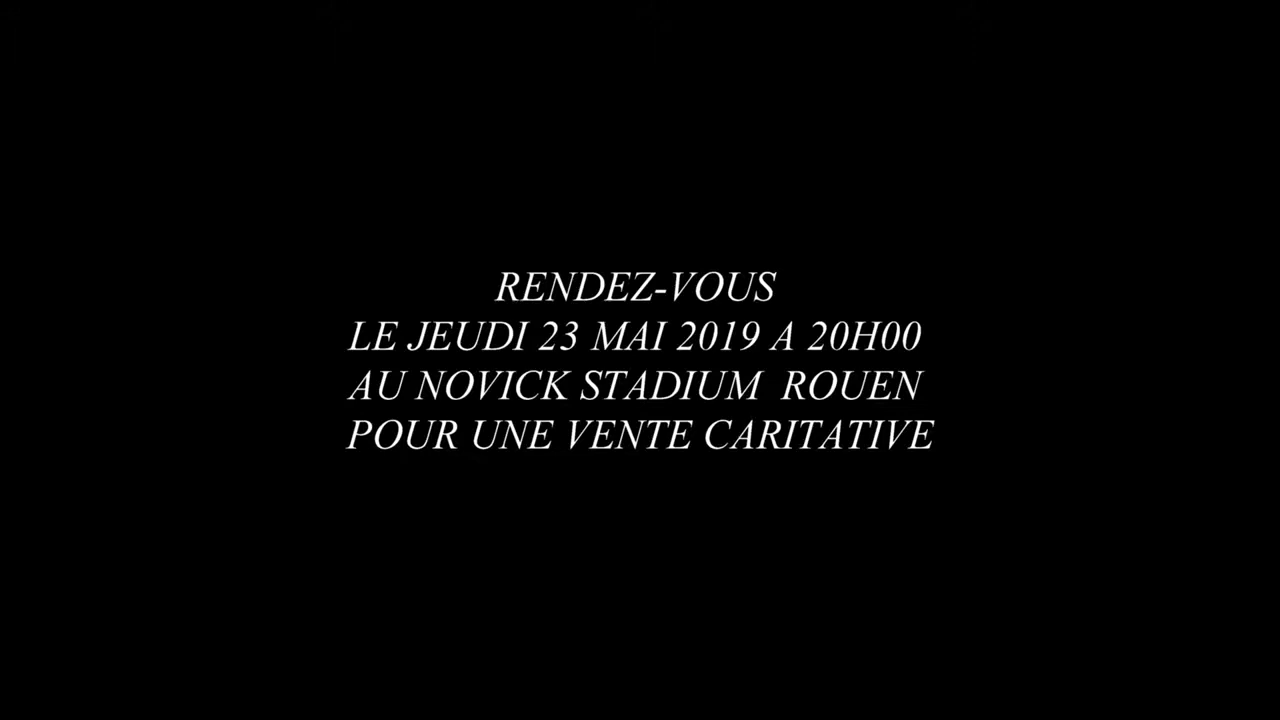 RENDEZ-VOUS
LE JEUDI 23 MAI 2019 A 20H00
AU NOVICK STADIUM ROUEN
POUR UNE VENTE CARITATIVE